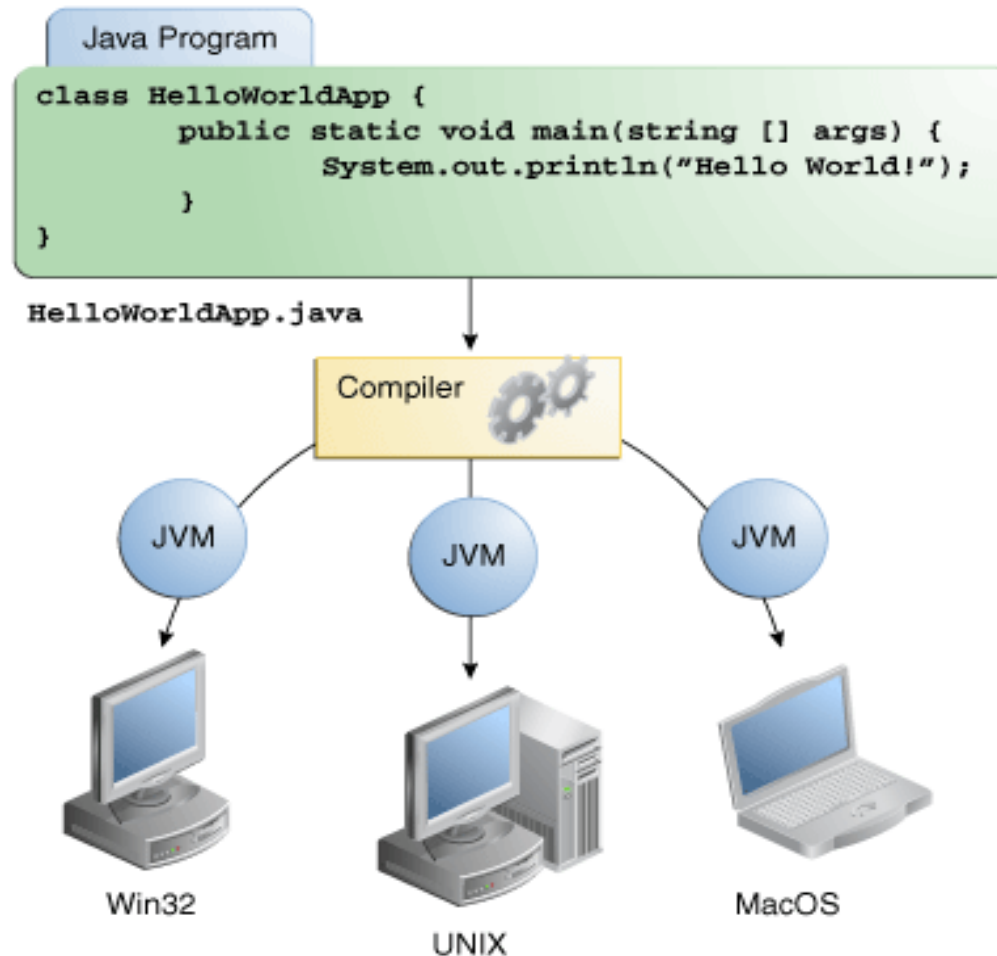 Java Program
class HelloWorldApp {
public static void main(string [] args) {
System.out.println(”Hello World!”);
}
}
HelloWorldApp.java
Compiler
JVM
JVM
JVM
Win32
UNIX
MacOS